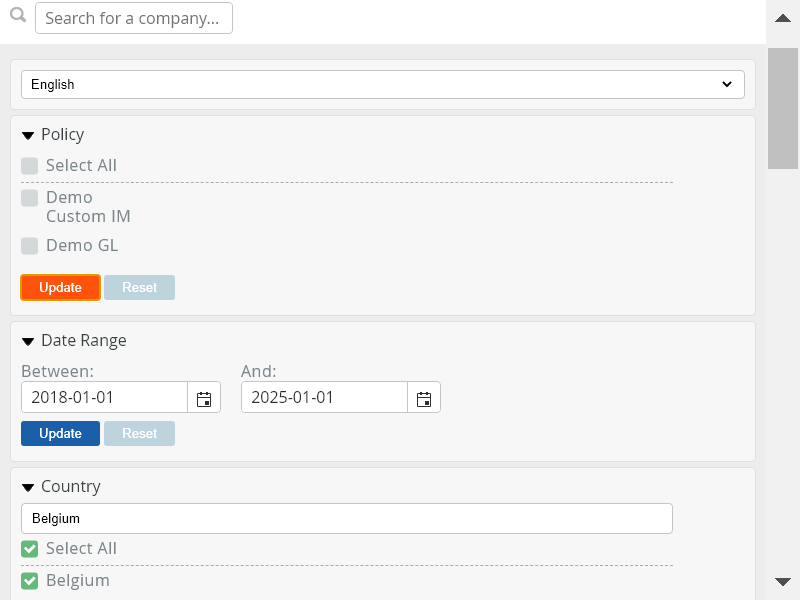 Search for a company...
English
Policy
Select All
Demo
Custom IM
Demo GL
Update Reset
Date Range
Between: And:
2018-01-01 2025-01-01
Update Reset
Country
Belgium
Select All
Belgium